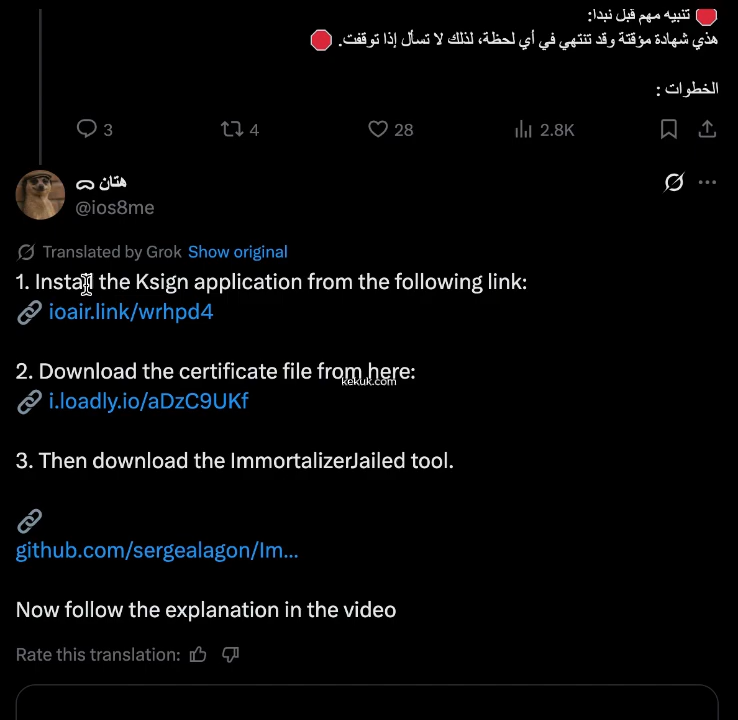 🛑 تنبيه مهم قبل نبدا:
هذي شهادة مؤقتة وقد تنتهي في أي لحظة، لذلك لا تسأل إذا توقفت. 🛑
الخطوات :
3 4 28 2.8K
هتان
@ios8me
Translated by Grok Show original
1. Install the Ksign application from the following link:
🔗 ioair.link/wrhpd4
2. Download the certificate file from here:
kekuk.com
🔗 i.loadly.io/aDzC9UKf
3. Then download the ImmortalizerJailed tool.
🔗
github.com/sergealagon/Im...
Now follow the explanation in the video
Rate this translation: